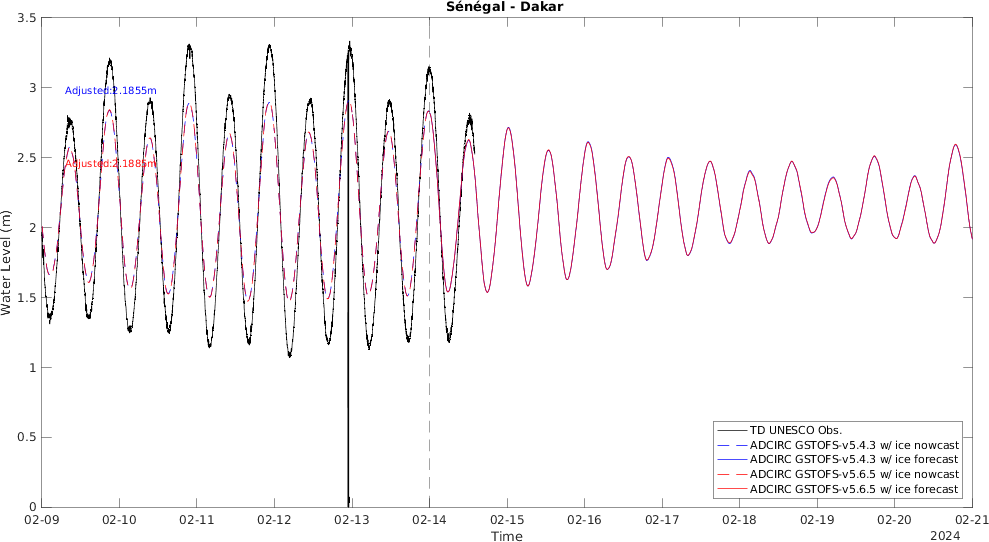 Sénégal - Dakar
Water Level (m)
3.5
3
2.5
2
1.5
1
0.5
0
Adjusted:2.1855m
Adjusted:2.1885m
TD UNESCO Obs.
ADCIRC GSTOFS-v5.4.3 w/ ice nowcast
ADCIRC GSTOFS-v5.4.3 w/ ice forecast
ADCIRC GSTOFS-v5.6.5 w/ ice nowcast
ADCIRC GSTOFS-v5.6.5 w/ ice forecast
02-09 02-10 02-11 02-12 02-13 02-14 02-15 02-16 02-17 02-18 02-19 02-20 02-21
Time
2024